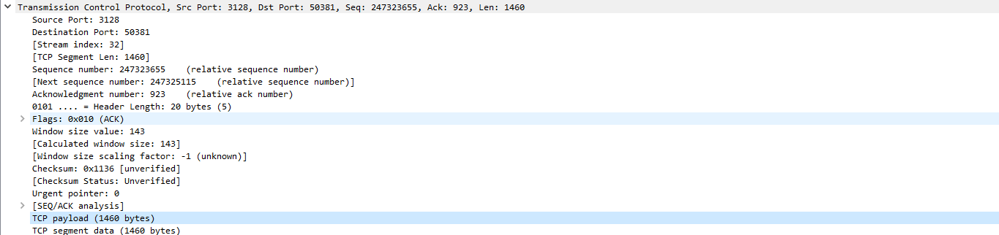 Transmission Control Protocol, Src Port: 3128, Dst Port: 50381, Seq: 247323655, Ack: 923, Len: 1460
Source Port: 3128
Destination Port: 50381
[Stream index: 32]
[TCP Segment Len: 1460]
Sequence number: 247323655    (relative sequence number)
[Next sequence number: 247325115    (relative sequence number)]
Acknowledgment number: 923    (relative ack number)
0101 .... = Header Length: 20 bytes (5)
Flags: 0x010 (ACK)
Window size value: 143
[Calculated window size: 143]
[Window size scaling factor: -1 (unknown)]
Checksum: 0x1136 [unverified]
[Checksum Status: Unverified]
Urgent pointer: 0
[SEQ/ACK analysis]
TCP payload (1460 bytes)
TCP segment data (1460 bytes)